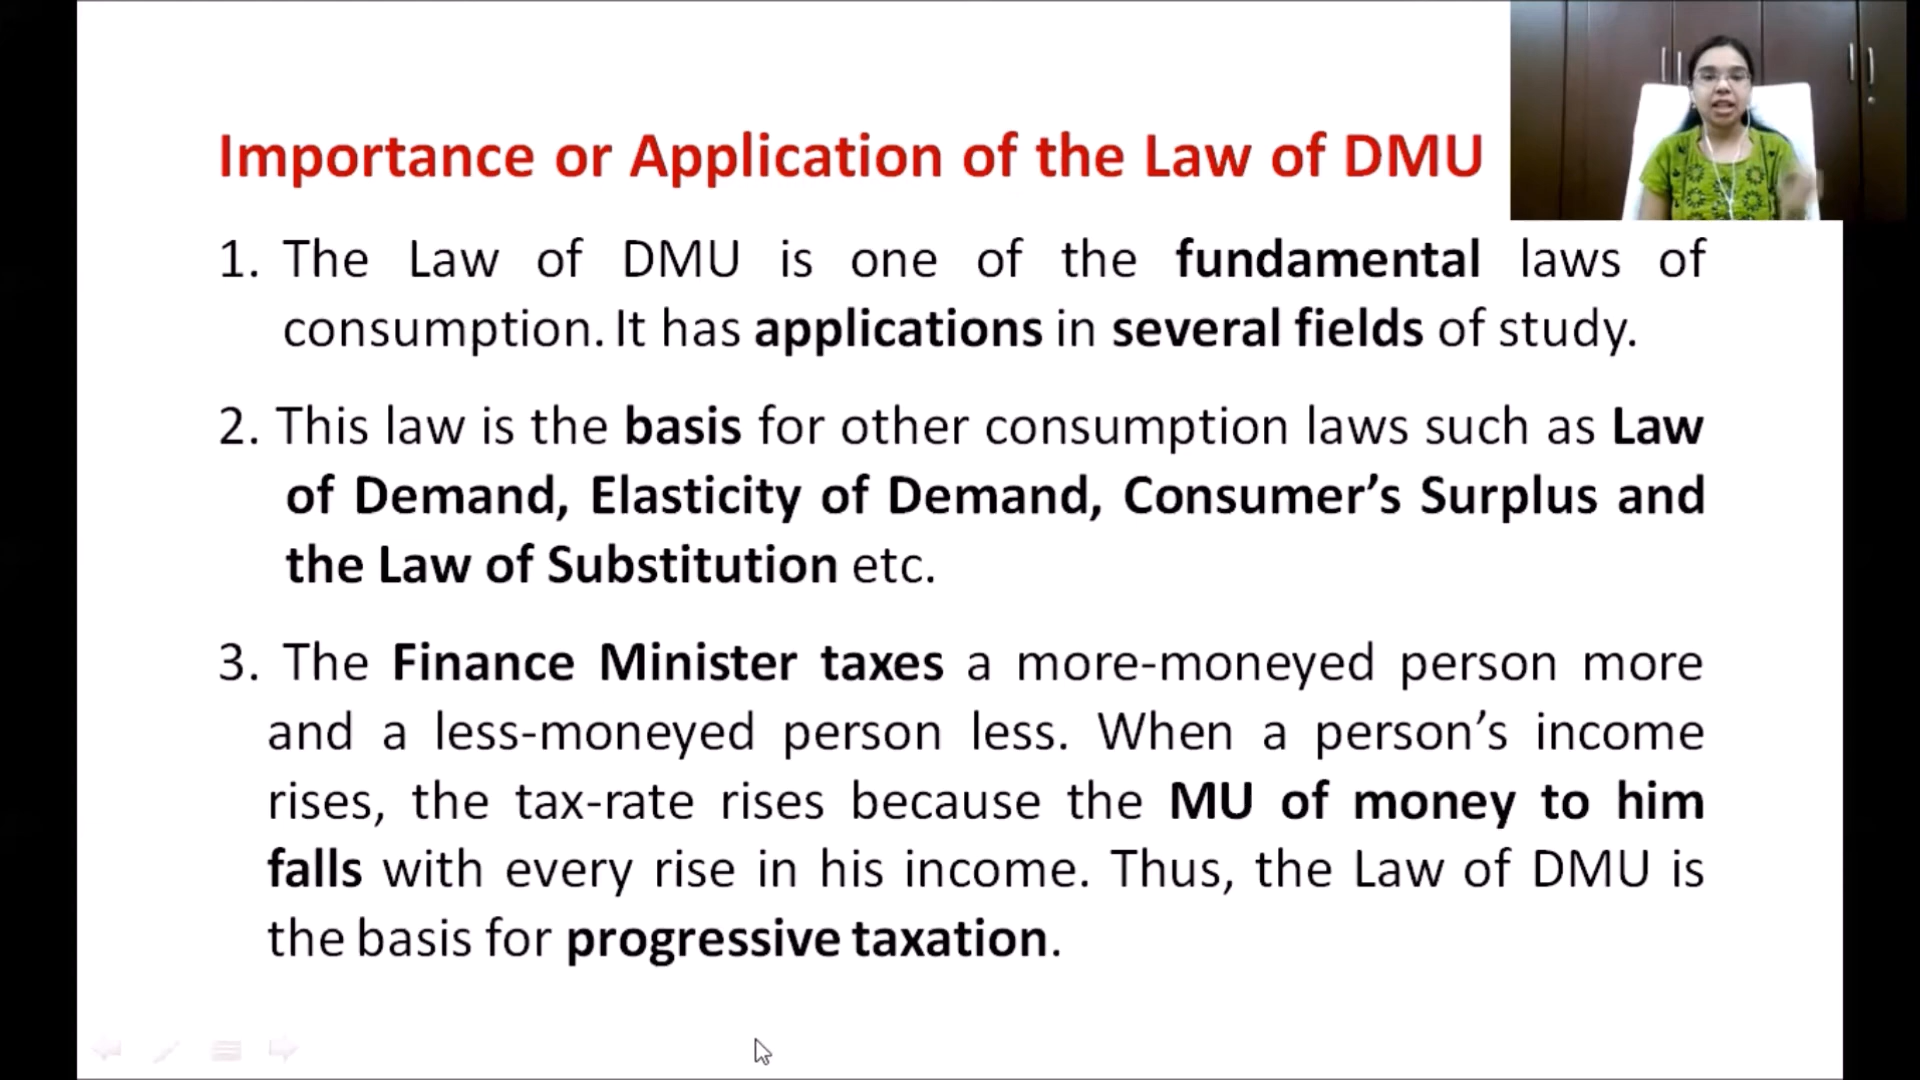 Importance or Application of the Law of DMU
1. The Law of DMU is one of the fundamental laws of
consumption. It has applications in several fields of study.
2. This law is the basis for other consumption laws such as Law
of Demand, Elasticity of Demand, Consumer’s Surplus and
the Law of Substitution etc.
3. The Finance Minister taxes a more-moneyed person more
and a less-moneyed person less. When a person’s income
rises, the tax-rate rises because the MU of money to him
falls with every rise in his income. Thus, the Law of DMU is
the basis for progressive taxation.